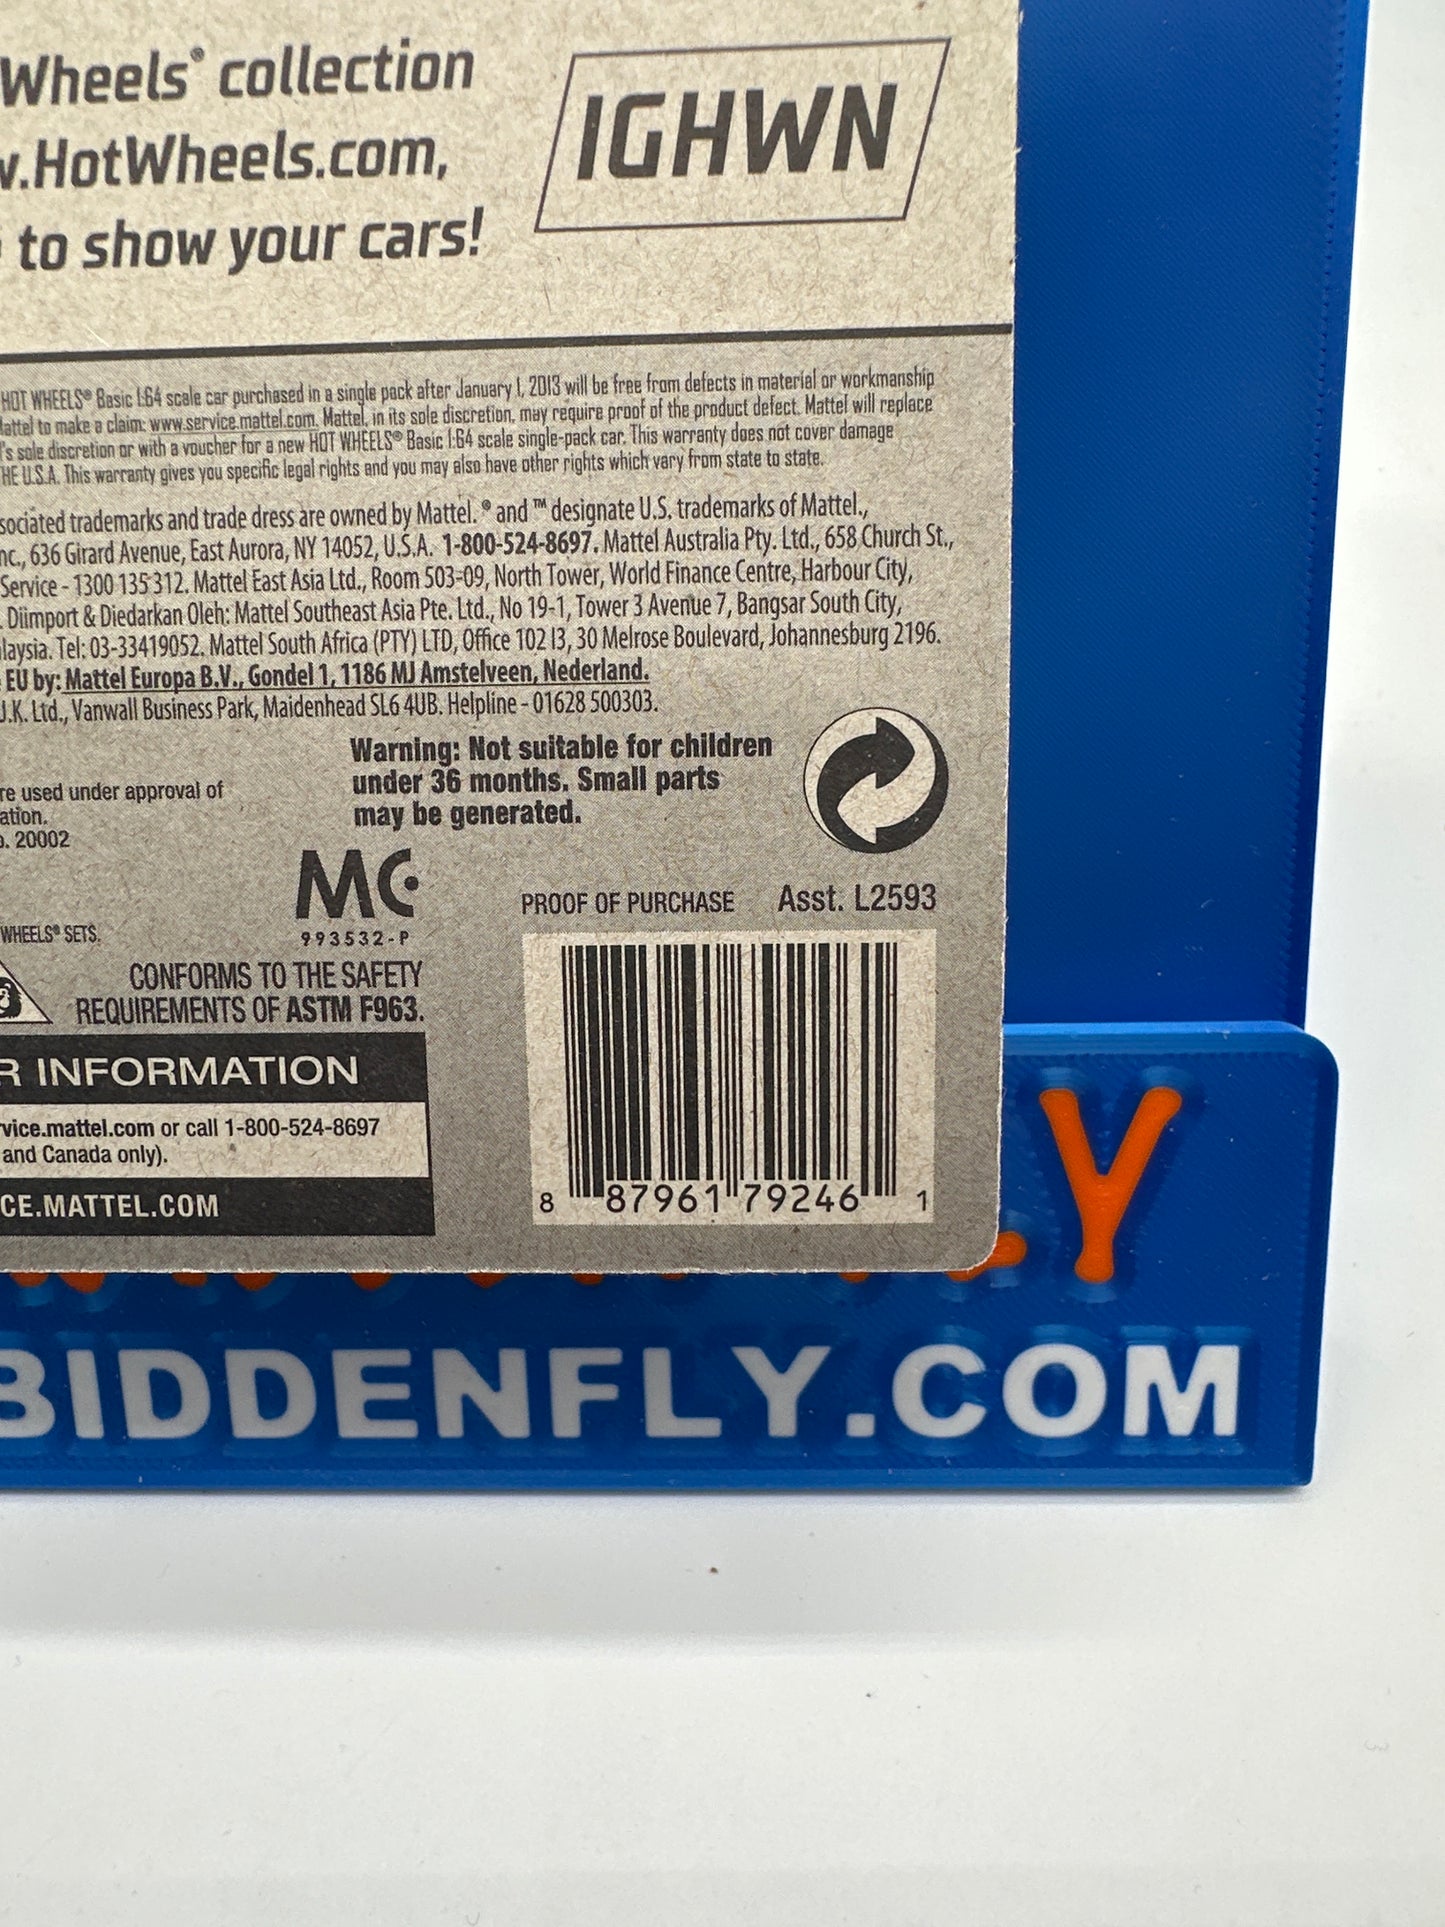 Wheels® collection
.HotWheels.com,
to show your cars!
IGHWN
HOT WHEELS® Basic 1:64 scale car purchased in a single pack after January 1, 2013 will be free from defects in material or workmanship
Mattel to make a claim: www.service.mattel.com. Mattel, in its sole discretion, may require proof of the product defect. Mattel will replace
's sole discretion or with a voucher for a new HOT WHEELS® Basic 1:64 scale single-pack car. This warranty does not cover damage
THE U.S.A. This warranty gives you specific legal rights and you may also have other rights which vary from state to state.
sociated trademarks and trade dress are owned by Mattel. ® and ™ designate U.S. trademarks of Mattel.,
nc., 636 Girard Avenue, East Aurora, NY 14052, U.S.A. 1-800-524-8697. Mattel Australia Pty. Ltd., 658 Church St.,
Service - 1300 135 312. Mattel East Asia Ltd., Room 503-09, North Tower, World Finance Centre, Harbour City,
. Diimport & Diedarkan Oleh: Mattel Southeast Asia Pte. Ltd., No 19-1, Tower 3 Avenue 7, Bangsar South City,
laysia. Tel: 03-33419052. Mattel South Africa (PTY) LTD, Office 102 I3, 30 Melrose Boulevard, Johannesburg 2196.
EU by: Mattel Europa B.V., Gondel 1, 1186 MJ Amstelveen, Nederland.
U.K. Ltd., Vanwall Business Park, Maidenhead SL6 4UB. Helpline - 01628 500303.
Warning: Not suitable for children
under 36 months. Small parts
may be generated.
re used under approval of
ation.
o. 20002
MC
993532-P
PROOF OF PURCHASE Asst. L2593
WHEELS® SETS.
CONFORMS TO THE SAFETY
REQUIREMENTS OF ASTM F963.
R INFORMATION
vice.mattel.com or call 1-800-524-8697
and Canada only).
CE.MATTEL.COM
8 87961 79246 1
LY
BIDDENFLY.COM